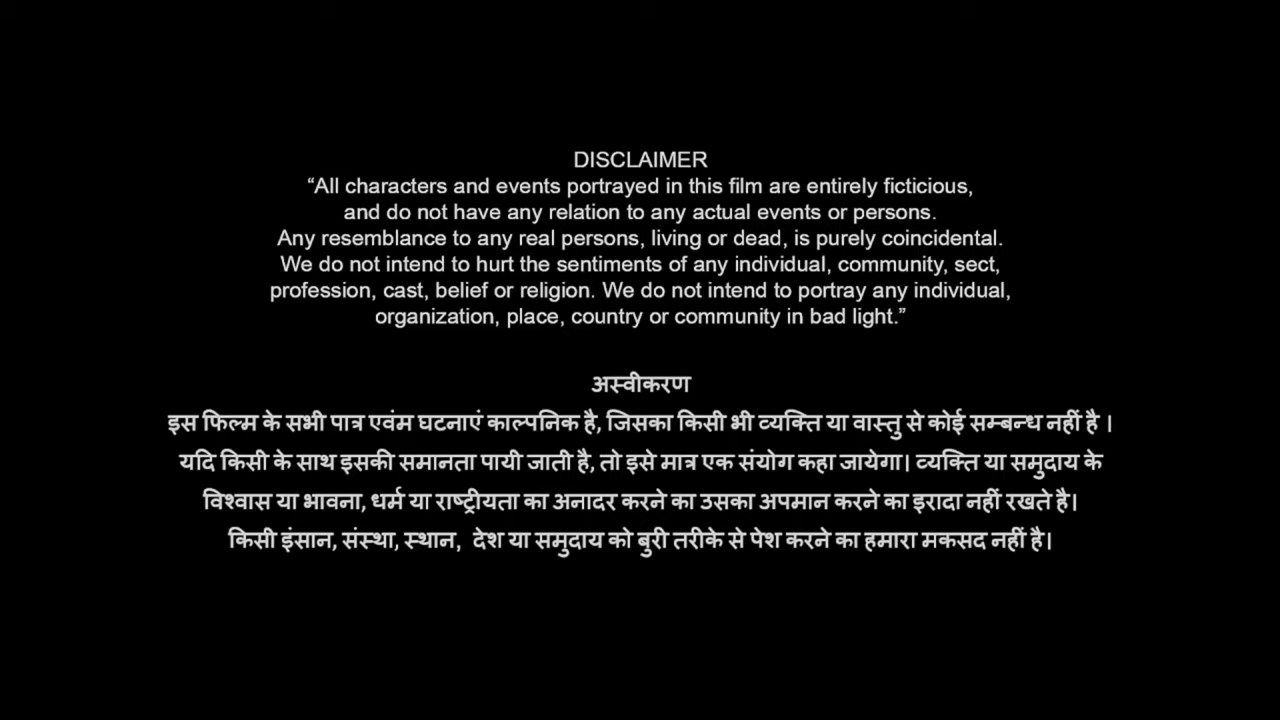 DISCLAIMER
“All characters and events portrayed in this film are entirely ficticious,
and do not have any relation to any actual events or persons.
Any resemblance to any real persons, living or dead, is purely coincidental.
We do not intend to hurt the sentiments of any individual, community, sect,
profession, cast, belief or religion. We do not intend to portray any individual,
organization, place, country or community in bad light.”
अस्वीकरण
इस फिल्म के सभी पात्र एवंम घटनाएं काल्पनिक है, जिसका किसी भी व्यक्ति या वास्तु से कोई सम्बन्ध नहीं है ।
यदि किसी के साथ इसकी समानता पायी जाती है, तो इसे मात्र एक संयोग कहा जायेगा। व्यक्ति या समुदाय के
विश्वास या भावना, धर्म या राष्ट्रीयता का अनादर करने का उसका अपमान करने का इरादा नहीं रखते है।
किसी इंसान, संस्था, स्थान,  देश या समुदाय को बुरी तरीके से पेश करने का हमारा मकसद नहीं है।